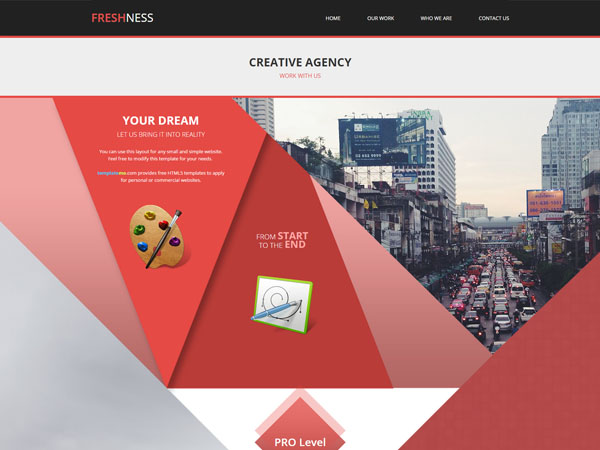 FRESHNESS
HOME OUR WORK WHO WE ARE CONTACT US
CREATIVE AGENCY
WORK WITH US
YOUR DREAM
LET US BRING IT INTO REALITY
You can use this layout for any small and simple website.
Feel free to modify this template for your needs.
templatemo.com provides free HTML5 templates to apply
for personal or commercial websites.
FROM START
TO THE END
PRO Level